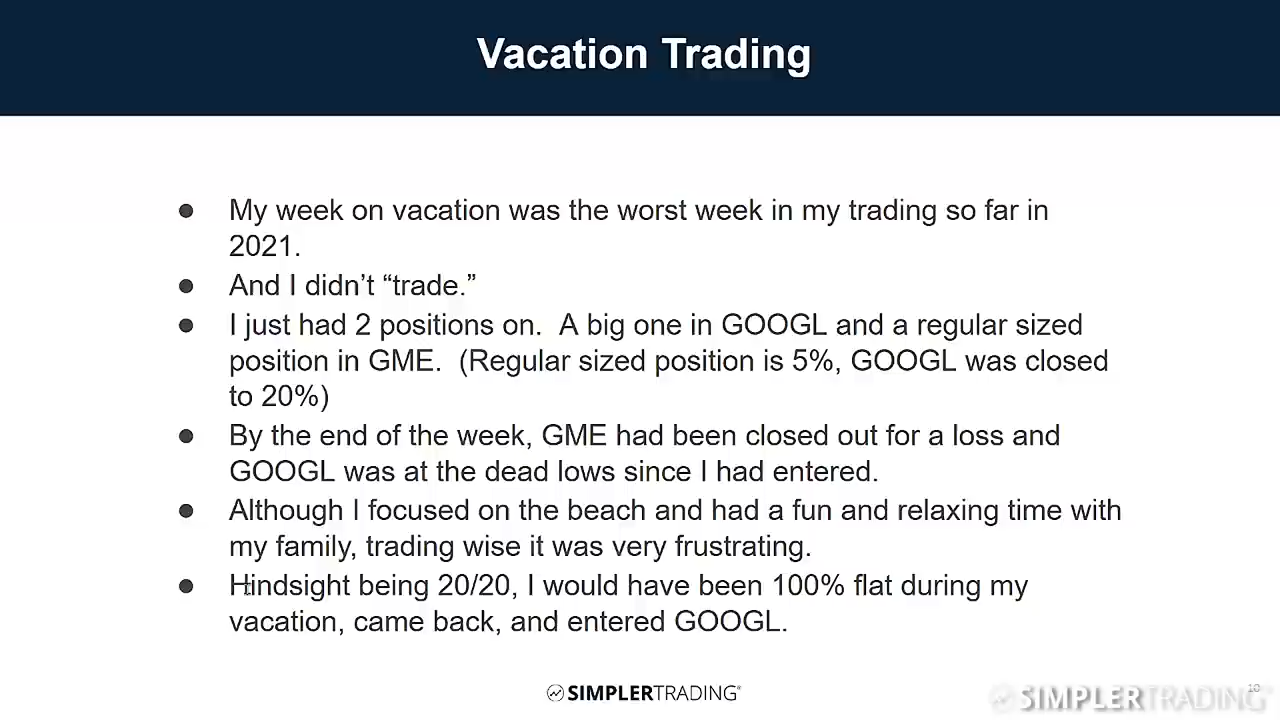 Vacation Trading
● My week on vacation was the worst week in my trading so far in
2021.
● And I didn’t “trade.”
● I just had 2 positions on.  A big one in GOOGL and a regular sized
position in GME.  (Regular sized position is 5%, GOOGL was closed
to 20%)
● By the end of the week, GME had been closed out for a loss and
GOOGL was at the dead lows since I had entered.
● Although I focused on the beach and had a fun and relaxing time with
my family, trading wise it was very frustrating.
● Hindsight being 20/20, I would have been 100% flat during my
vacation, came back, and entered GOOGL.
SIMPLERTRADING®
10
SIMPLERTRADING®